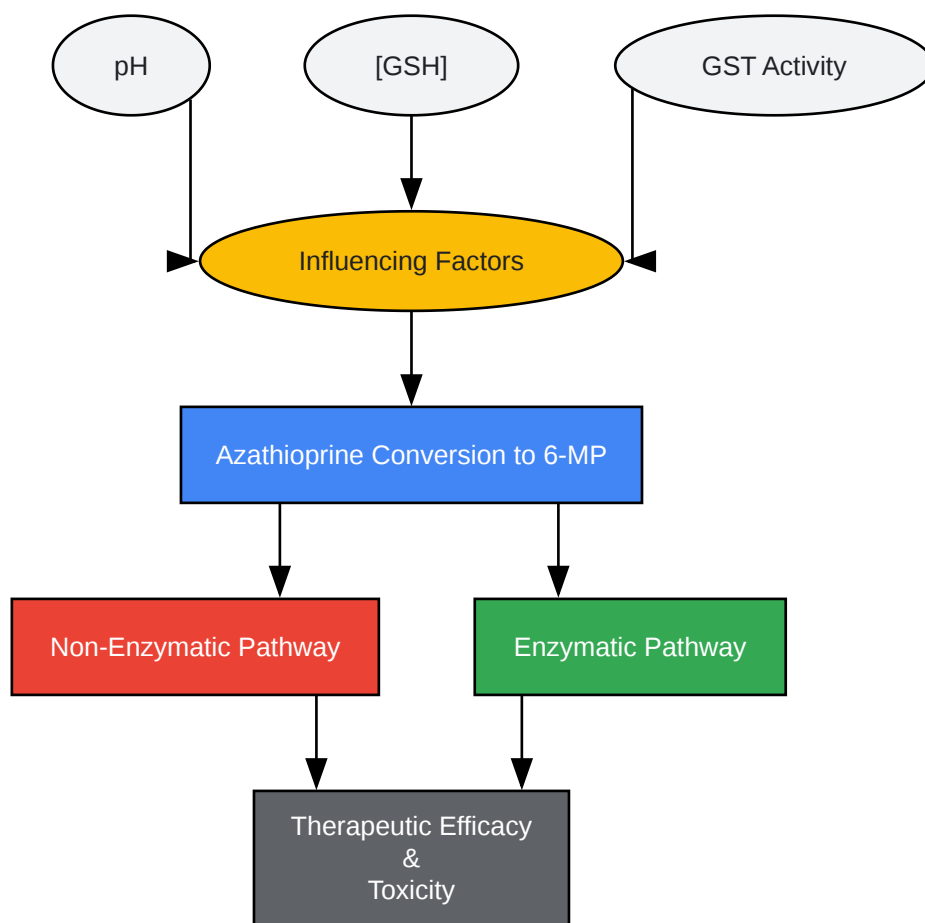 pH
[GSH]
GST Activity
Influencing Factors
Azathioprine Conversion to 6-MP
Non-Enzymatic Pathway
Enzymatic Pathway
Therapeutic Efficacy
&
Toxicity